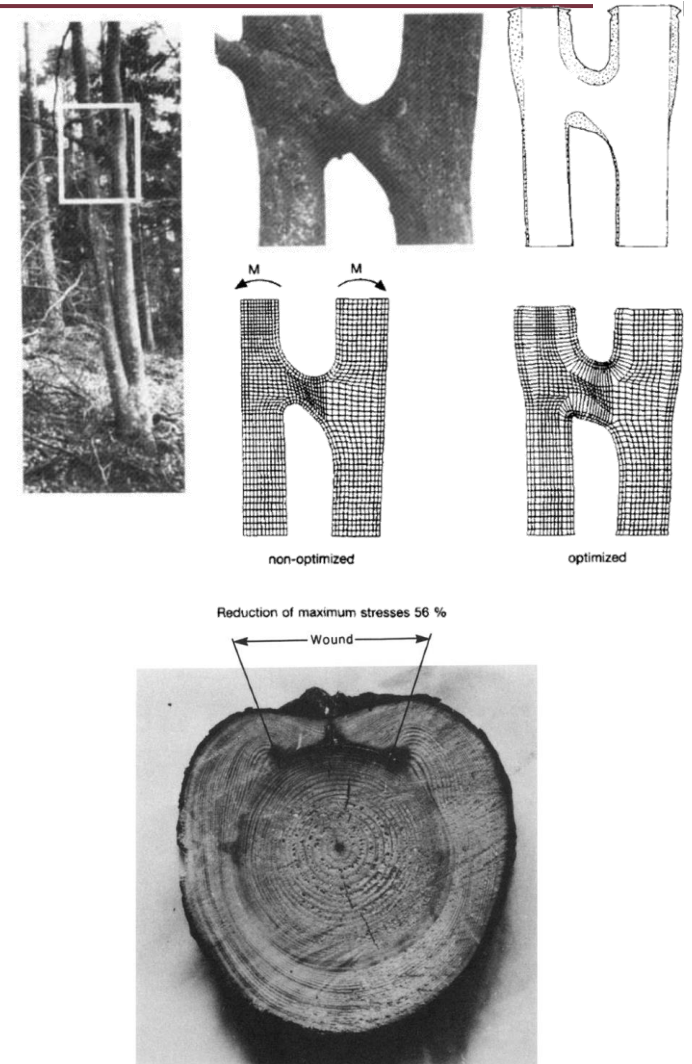 M
M
non-optimized
optimized
Reduction of maximum stresses 56 %
Wound